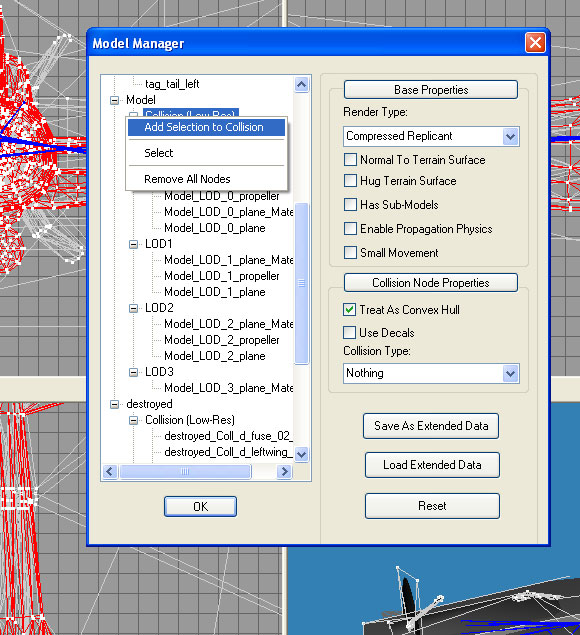 Model Manager
tag_tail_left
Model
Collision (Low-Res)
Add Selection to Collision
Select
Remove All Nodes
Model_LOD_0_propeller
Model_LOD_0_plane_Mate
Model_LOD_0_plane
LOD1
Model_LOD_1_plane_Mate
Model_LOD_1_propeller
Model_LOD_1_plane
LOD2
Model_LOD_2_plane_Mate
Model_LOD_2_propeller
Model_LOD_2_plane
LOD3
Model_LOD_3_plane_Mate
destroyed
Collision (Low-Res)
destroyed_Coll_d_fuse_02_
destroyed_Coll_d_leftwing_
OK
Base Properties
Render Type:
Compressed Replicant
Normal To Terrain Surface
Hug Terrain Surface
Has Sub-Models
Enable Propagation Physics
Small Movement
Collision Node Properties
Treat As Convex Hull
Use Decals
Collision Type:
Nothing
Save As Extended Data
Load Extended Data
Reset